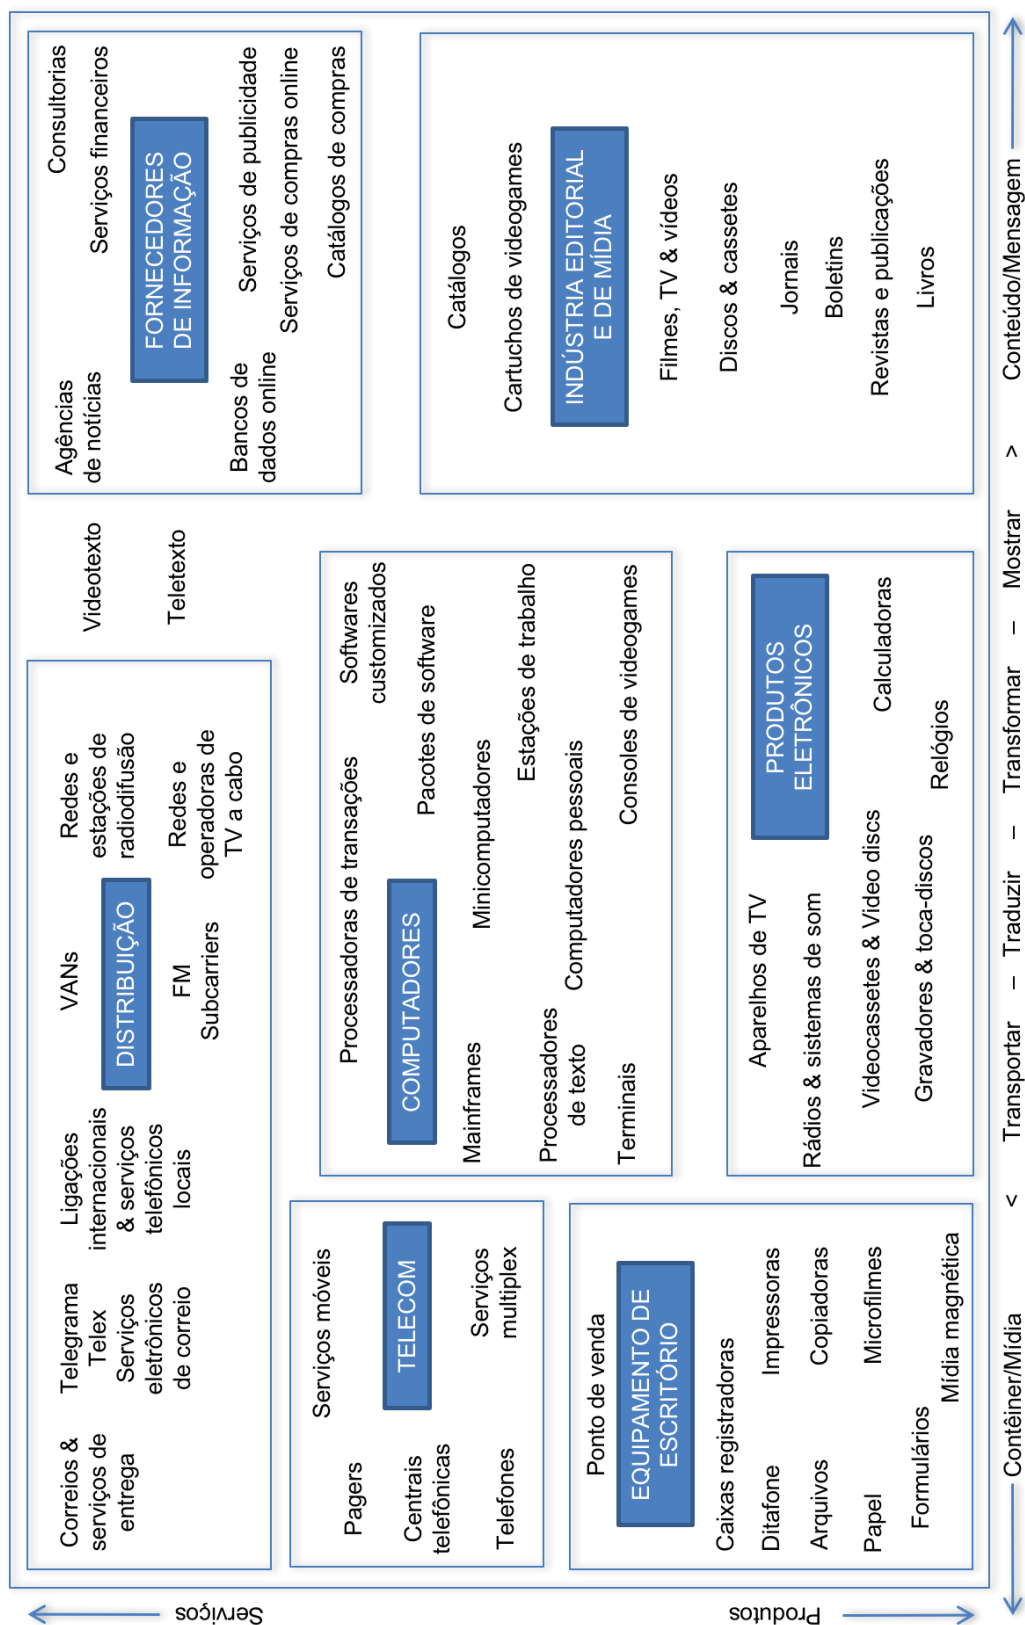 Serviços
Produtos
Correios &
serviços de
entrega
Telegrama
Telex
Serviços
eletrônicos
de correio
Ligações
internacionais
& serviços
telefônicos
locais
VANs
DISTRIBUIÇÃO
FM
Subcarriers
Redes e
estações de
radiodifusão
Redes e
operadoras de
TV a cabo
Videotexto
Teletexto
Agências
de notícias
Consultorias
Serviços financeiros
FORNECEDORES
DE INFORMAÇÃO
Bancos de
dados online
Serviços de publicidade
Serviços de compras online
Catálogos de compras
Serviços móveis
Pagers
TELECOM
Centrais
telefônicas
Serviços
multiplex
Telefones
Processadoras de transações
Softwares
customizados
COMPUTADORES
Pacotes de software
Mainframes
Minicomputadores
Estações de trabalho
Processadores
de texto
Computadores pessoais
Terminais
Consoles de videogames
Catálogos
Cartuchos de videogames
INDÚSTRIA EDITORIAL
E DE MÍDIA
Filmes, TV & vídeos
Discos & cassetes
Jornais
Boletins
Revistas e publicações
Livros
Ponto de venda
EQUIPAMENTO DE
ESCRITÓRIO
Caixas registradoras
Ditafone
Impressoras
Arquivos
Copiadoras
Papel
Microfilmes
Formulários
Mídia magnética
Aparelhos de TV
PRODUTOS
ELETRÔNICOS
Rádios & sistemas de som
Videocassetes & Video discs
Calculadoras
Gravadores & toca-discos
Relógios
Contêiner/Mídia < Transportar – Traduzir – Transformar – Mostrar > Conteúdo/Mensagem